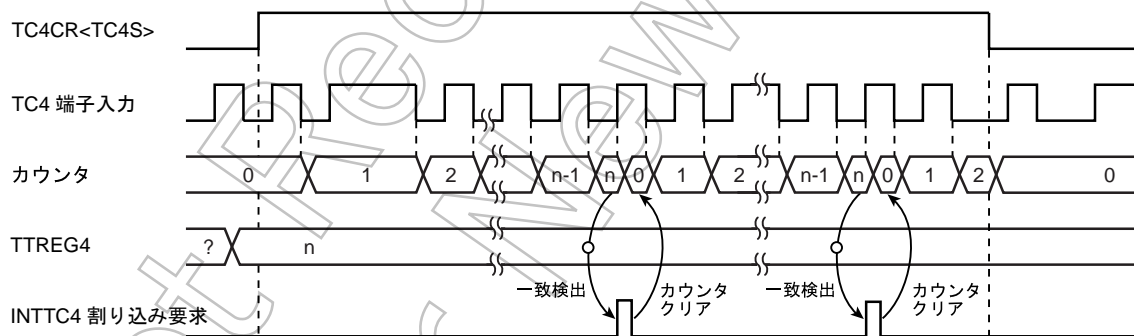 TC4CR<TC4S>
TC4 端子入力
カウンタ 0 1 2 n-1 n 0 1 2 n-1 n 0 1 2 0
TTREG4 ? n
一致検出 カウンタ クリア 一致検出 カウンタ クリア
INTTC4 割り込み要求